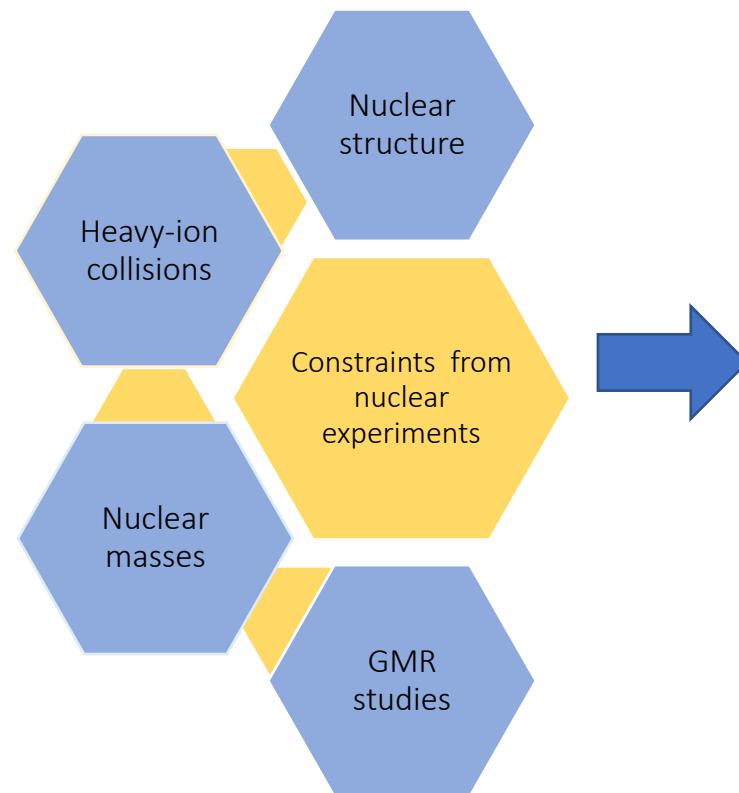 Nuclear
structure
Heavy-ion
collisions
Constraints from
nuclear
experiments
Nuclear
masses
GMR
studies